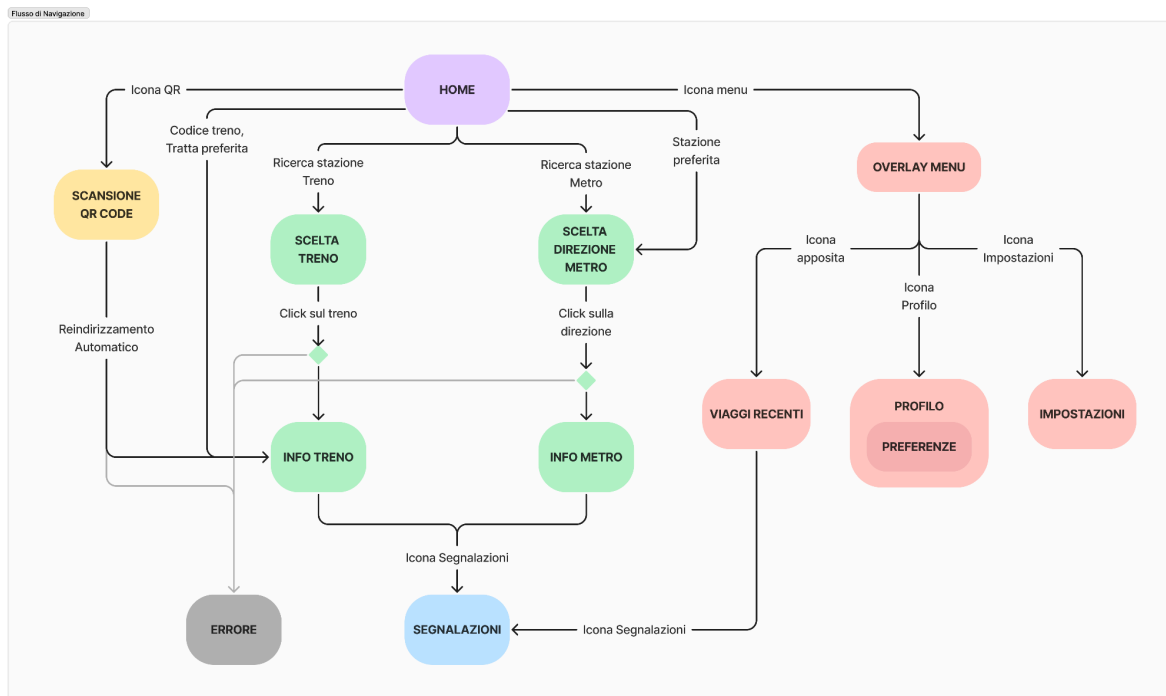 Flusso di Navigazione
HOME
Icona QR
Icona menu
Codice treno,
Tratta preferita
Stazione
preferita
Ricerca stazione
Treno
Ricerca stazione
Metro
OVERLAY MENU
SCANSIONE
QR CODE
SCELTA
TRENO
SCELTA
DIREZIONE
METRO
Icona
apposita
Icona
Impostazioni
Icona
Profilo
Click sul treno
Click sulla
direzione
Reindirizzamento
Automatico
VIAGGI RECENTI
PROFILO
PREFERENZE
IMPOSTAZIONI
INFO TRENO
INFO METRO
Icona Segnalazioni
ERRORE
SEGNALAZIONI
Icona Segnalazioni